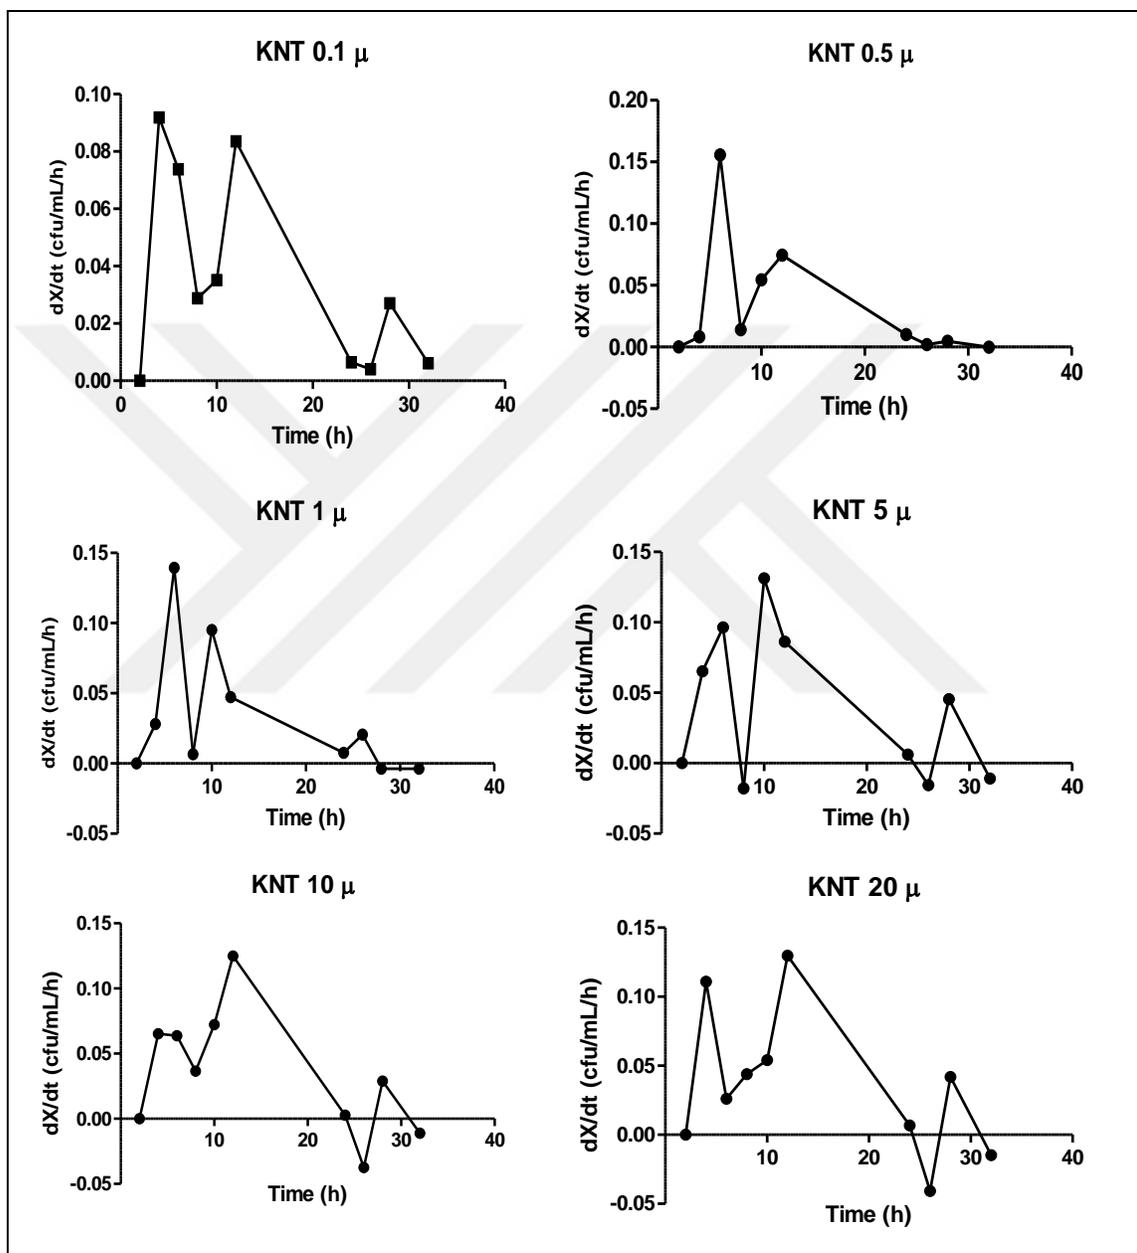 KNT 0.1 μ
0.10
0.08
0.06
0.04
0.02
0.00
0 10 20 30 40
dX/dt (cfu/mL/h)
Time (h)
KNT 0.5 μ
0.20
0.15
0.10
0.05
0.00
-0.05
10 20 30 40
dX/dt (cfu/mL/h)
Time (h)
KNT 1 μ
0.15
0.10
0.05
0.00
-0.05
10 20 30 40
dX/dt (cfu/mL/h)
Time (h)
KNT 5 μ
0.15
0.10
0.05
0.00
-0.05
10 20 30 40
dX/dt (cfu/mL/h)
Time (h)
KNT 10 μ
0.15
0.10
0.05
0.00
-0.05
10 20 30 40
dX/dt (cfu/mL/h)
Time (h)
KNT 20 μ
0.15
0.10
0.05
0.00
-0.05
10 20 30 40
dX/dt (cfu/mL/h)
Time (h)